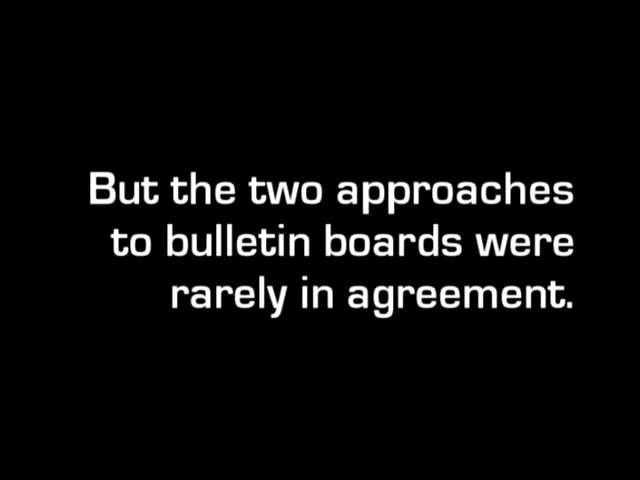 But the two approaches
to bulletin boards were
rarely in agreement.